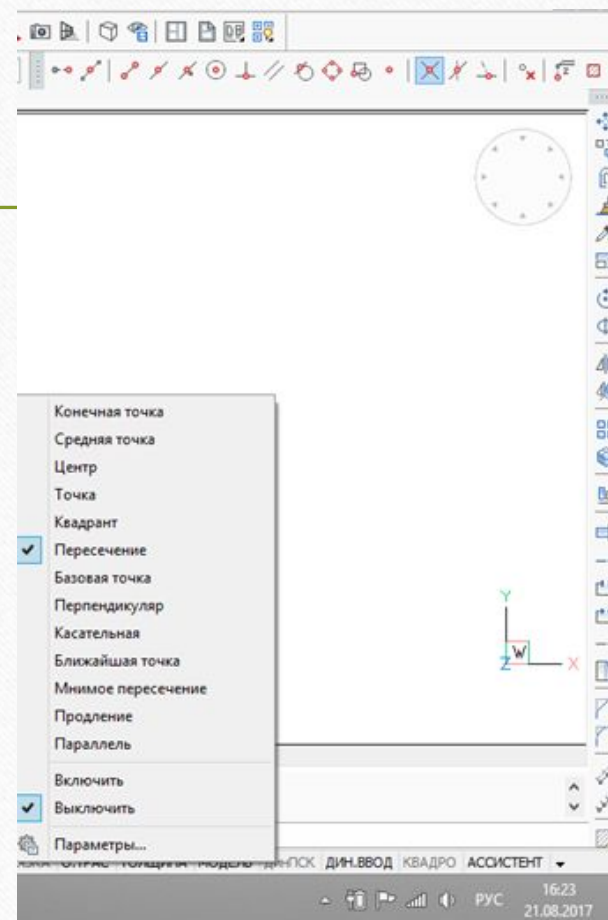 DB
Y
W
Z
X
Конечная точка
Средняя точка
Центр
Точка
Квадрант
Пересечение
Базовая точка
Перпендикуляр
Касательная
Ближайшая точка
Мнимое пересечение
Продление
Параллель
Включить
Выключить
Параметры...
ДИН.ВВОД КВАДРО АССИСТЕНТ
РУС 16:23
21.08.2017